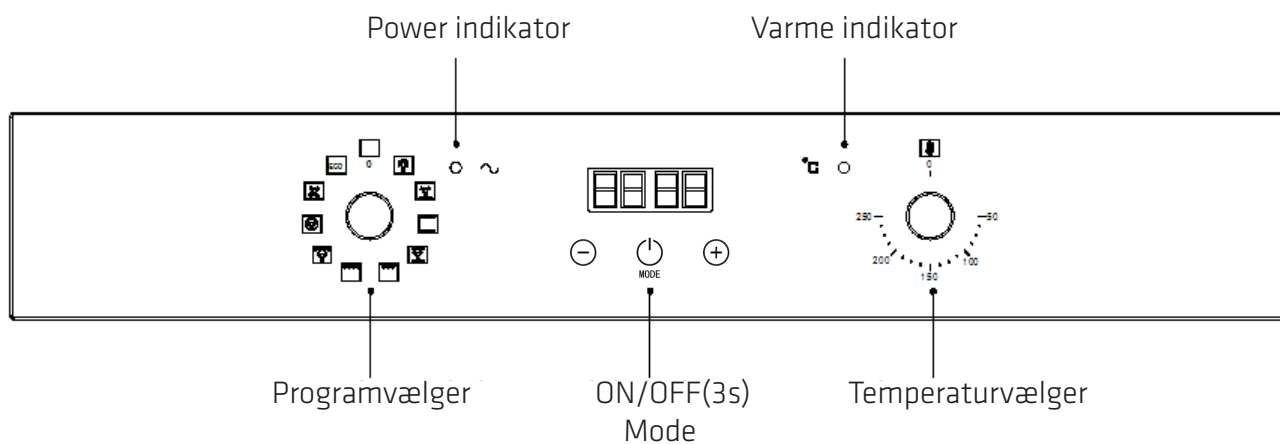 Power indikator
Varme indikator
ECO
0
°C
0
MODE
250
50
200
100
150
Programvælger
ON/OFF(3s)
Mode
Temperaturvælger